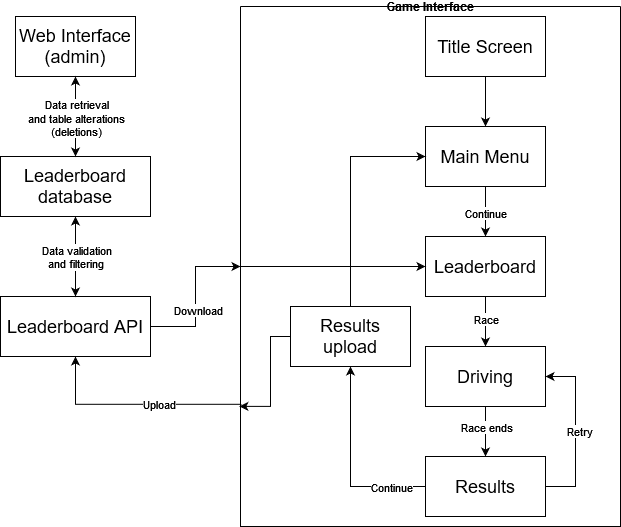 Game Interface
Web Interface
(admin)
Title Screen
Data retrieval
and table alterations
(deletions)
Main Menu
Leaderboard
database
Continue
Data validation
and filtering
Leaderboard
Download
Leaderboard API
Race
Results
upload
Driving
Upload
Race ends
Retry
Continue
Results